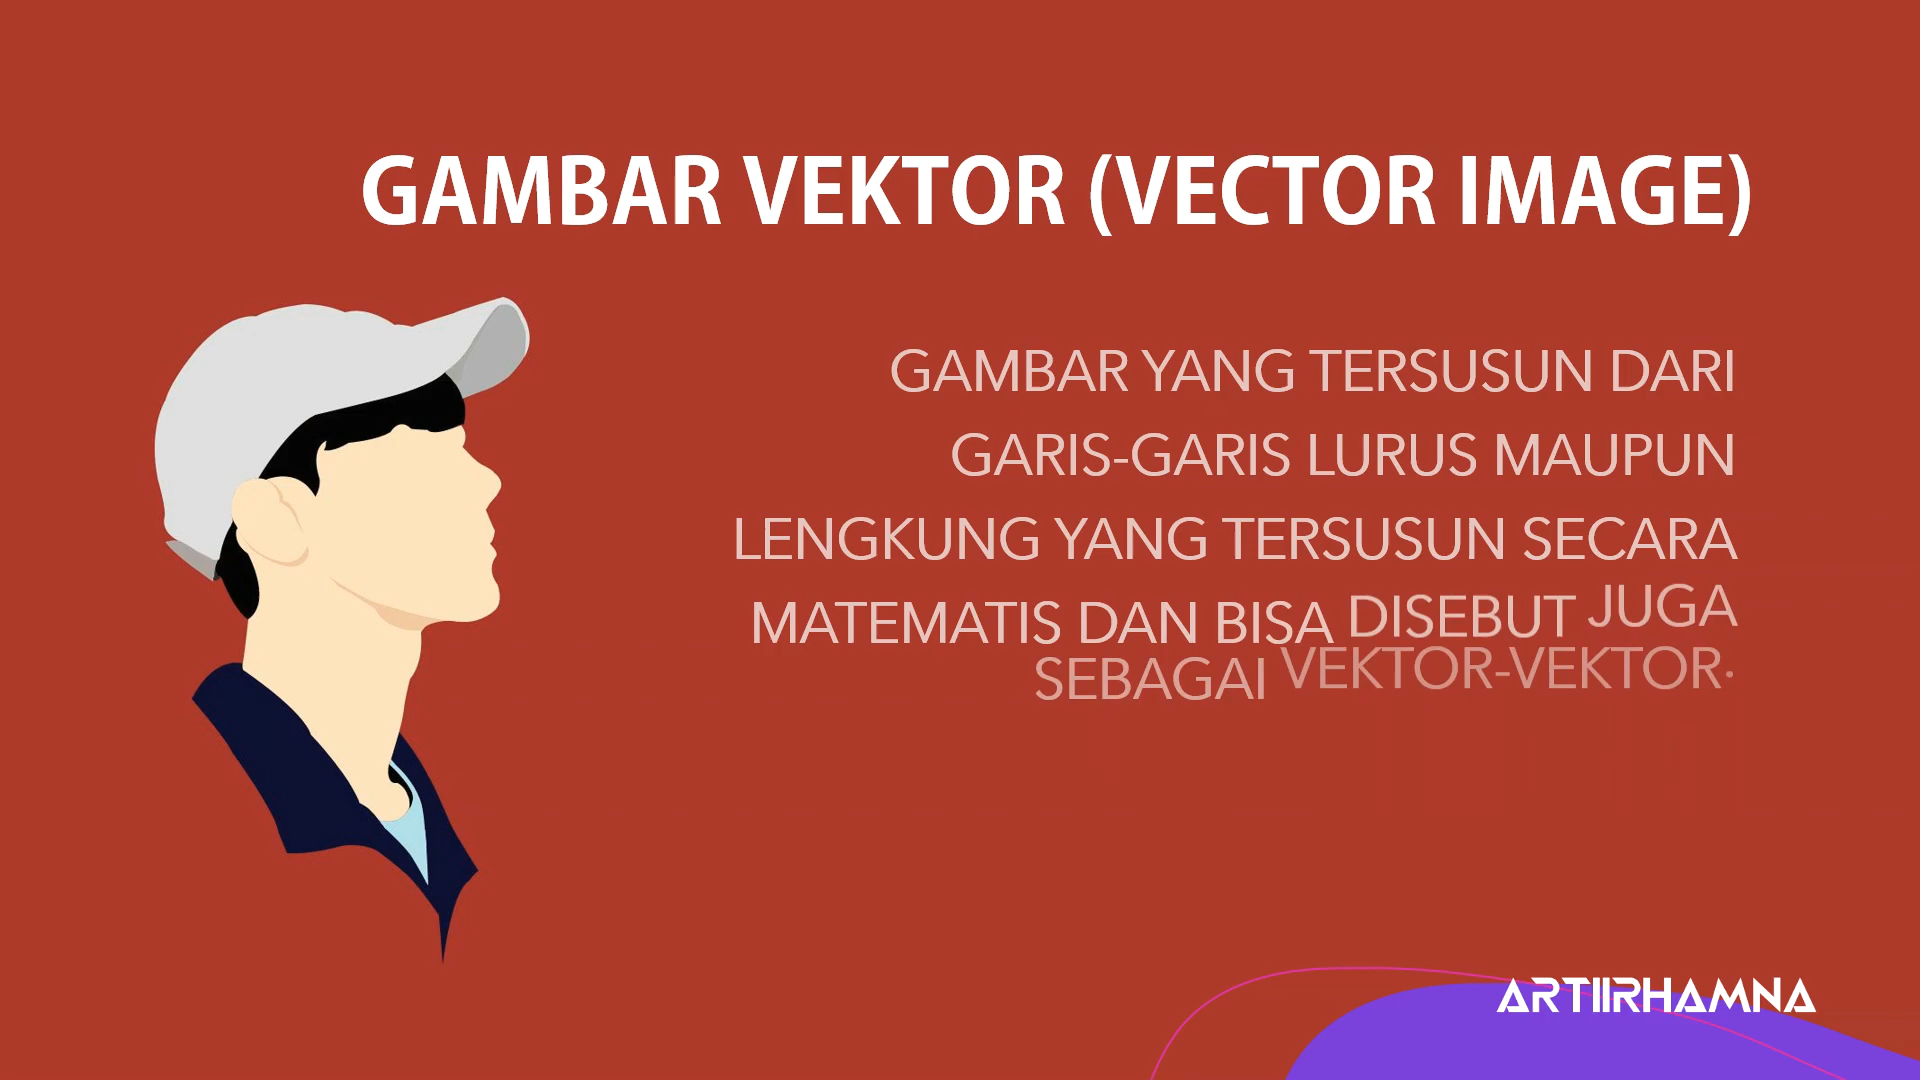 GAMBAR VEKTOR (VECTOR IMAGE)
GAMBAR YANG TERSUSUN DARI
GARIS-GARIS LURUS MAUPUN
LENGKUNG YANG TERSUSUN SECARA
MATEMATIS DAN BISA DISEBUT JUGA
SEBAGAI VEKTOR-VEKTOR.
ARTIIRHAMNA